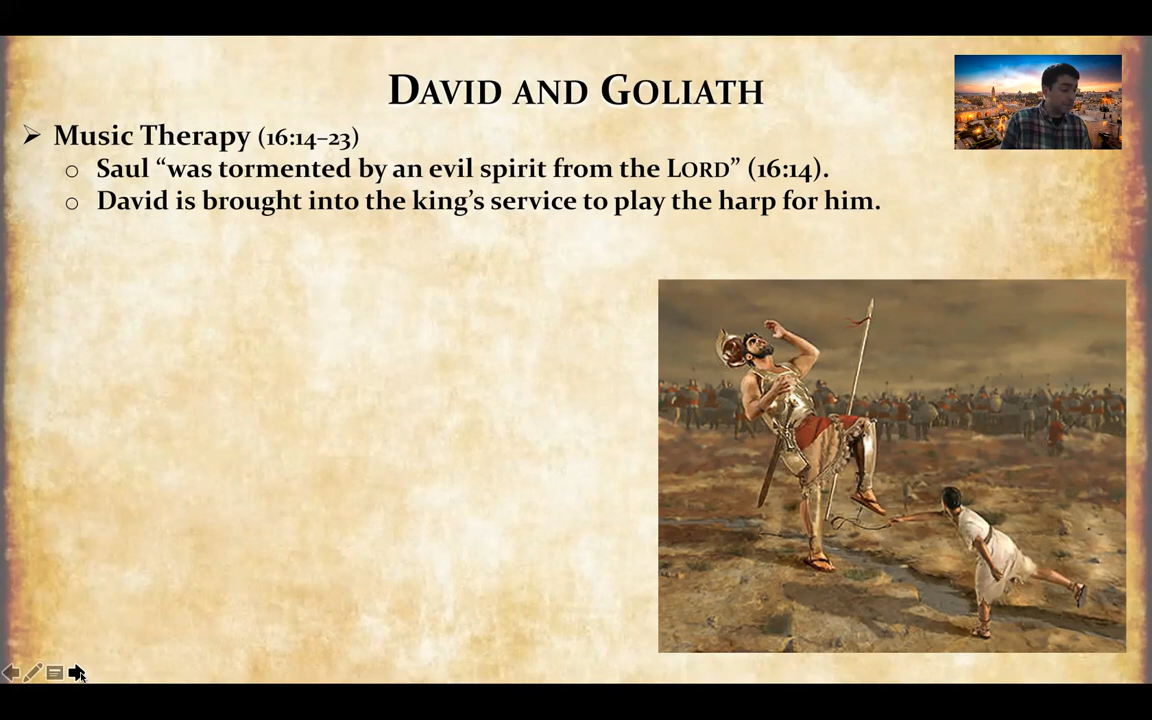 DAVID AND GOLIATH
Music Therapy (16:14–23)
Saul “was tormented by an evil spirit from the LORD” (16:14).
David is brought into the king’s service to play the harp for him.